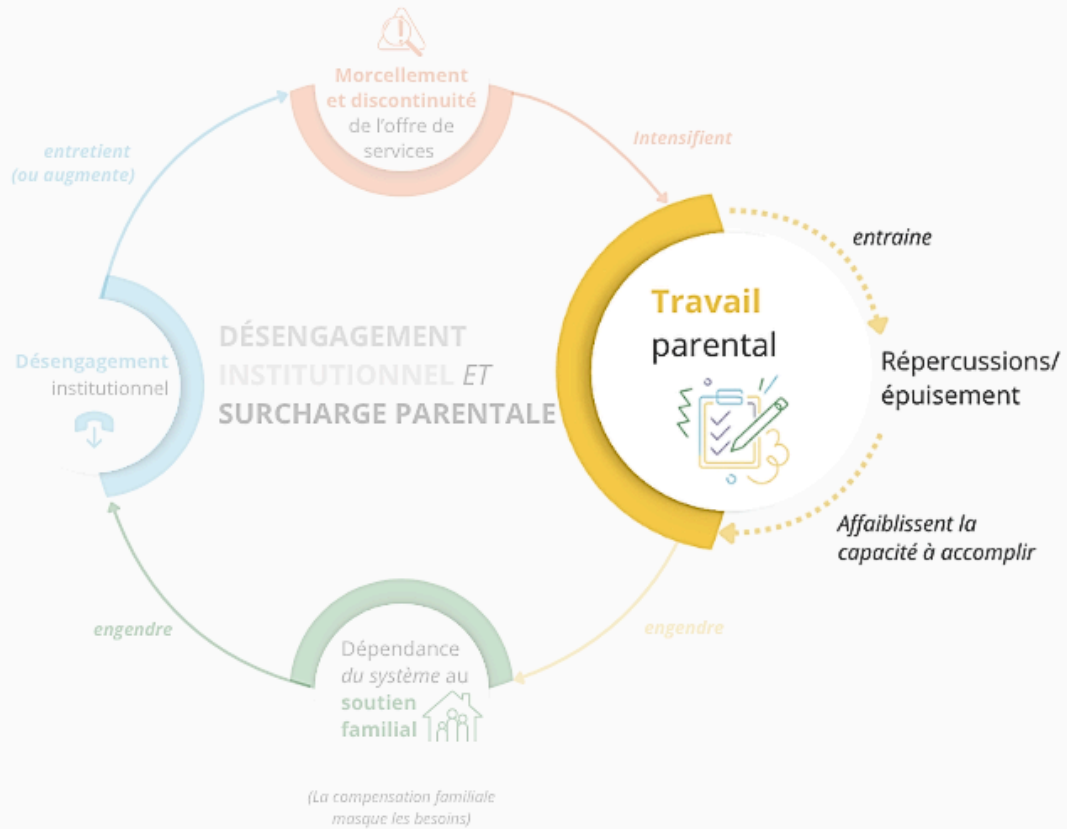 Morcellement
et discontinuité
de l'offre de
services
entretient
(ou augmente)
Intensifient
entraine
Travail
parental
Répercussions/
épuisement
DÉSENGAGEMENT
INSTITUTIONNEL ET
SURCHARGE PARENTALE
Désengagement
institutionnel
Affaiblissent la
capacité à accomplir
engendre
engendre
Dépendance
du système au
soutien
familial
(La compensation familiale
masque les besoins)